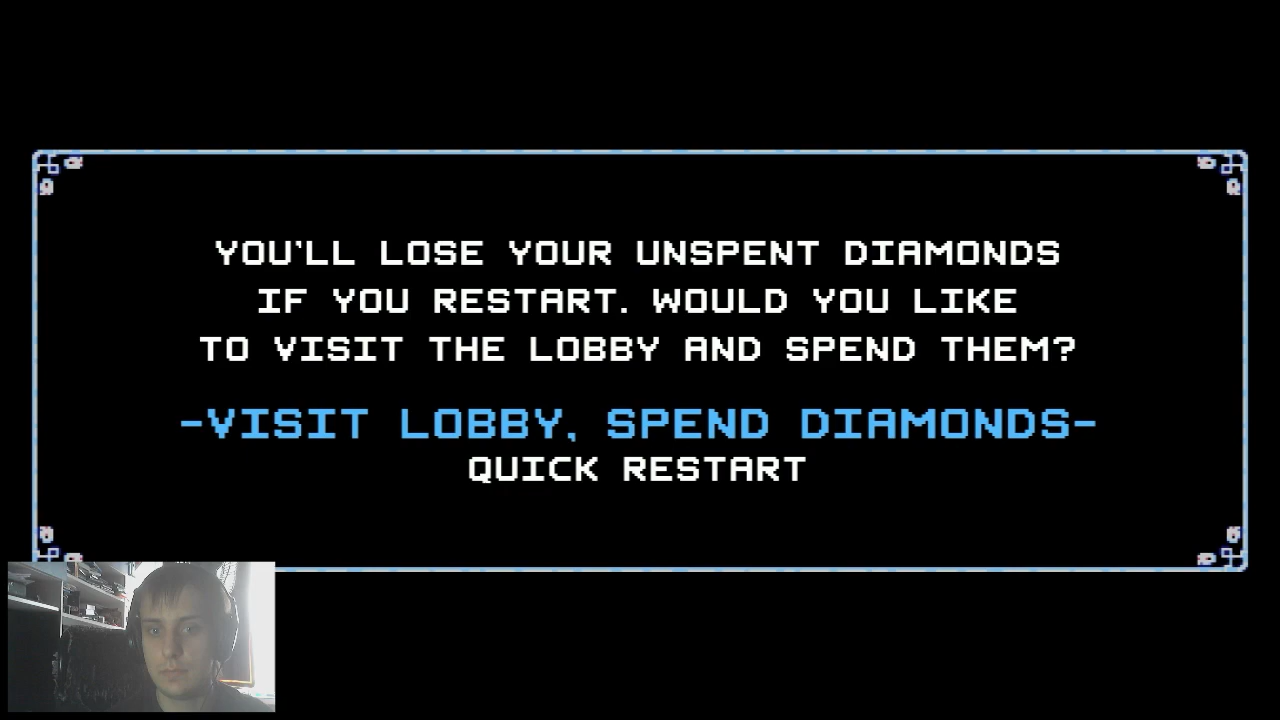 YOU'LL LOSE YOUR UNSPENT DIAMONDS
IF YOU RESTART. WOULD YOU LIKE
TO VISIT THE LOBBY AND SPEND THEM?
-VISIT LOBBY, SPEND DIAMONDS-
QUICK RESTART